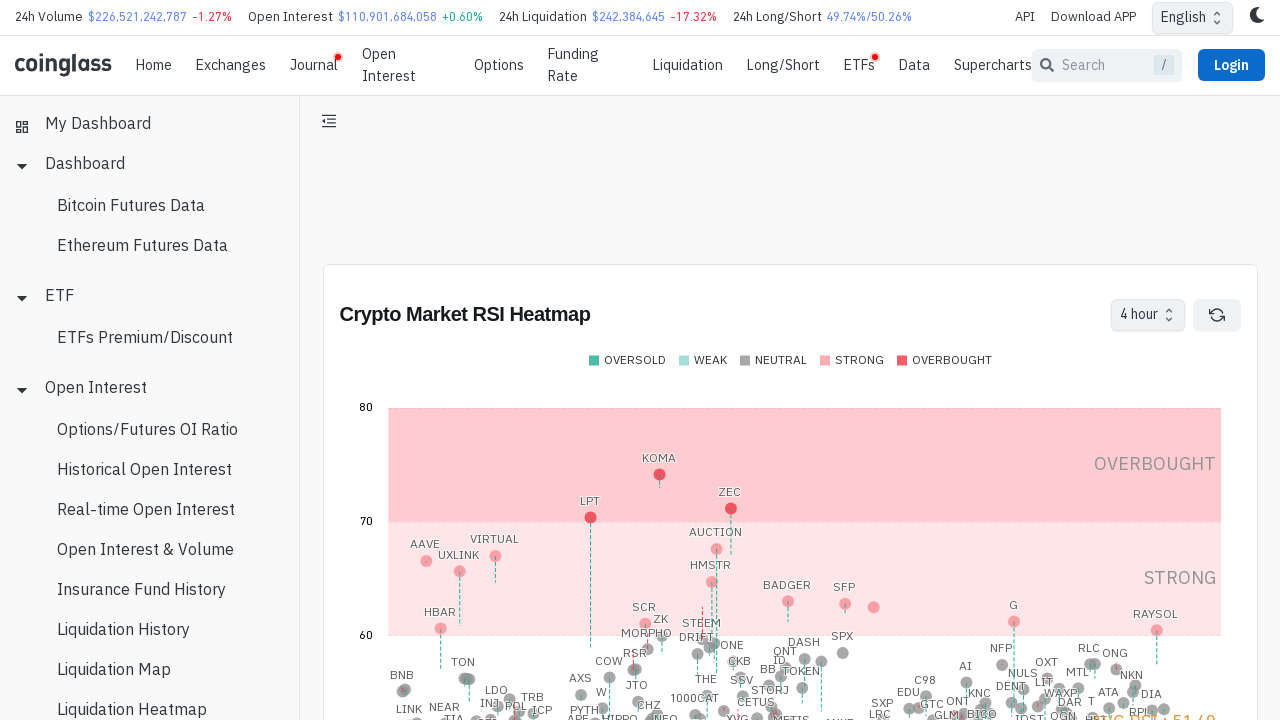 24h Volume $226,521,242,787 -1.27% Open Interest $110,901,684,058 +0.60% 24h Liquidation $242,384,645 -17.32% 24h Long/Short 49.74%/50.26% API Download APP English
coinglass Home Exchanges Journal Open Interest Options Funding Rate Liquidation Long/Short ETFs Data Supercharts Search / Login
My Dashboard
Dashboard
Bitcoin Futures Data
Ethereum Futures Data
ETF
ETFs Premium/Discount
Open Interest
Options/Futures OI Ratio
Historical Open Interest
Real-time Open Interest
Open Interest & Volume
Insurance Fund History
Liquidation History
Liquidation Map
Liquidation Heatmap
Crypto Market RSI Heatmap 4 hour
OVERSOLD WEAK NEUTRAL STRONG OVERBOUGHT
80
KOMA OVERBOUGHT
ZEC
LPT
70
AUCTION
VIRTUAL
AAVE
UXLINK
HMSTR
STRONG
BADGER SFP
SCR G
HBAR RAYSOL
ZK
STEEM
60
MORPHO
DRIFT SPX
ONE DASH
NFP RLC
RSR ONT ONG
COW TON CKB ID OXT
AI
BB TOKEN MTL
BNB AXS NULS NKN
THE SSV C98
JTO LIT
DENT
LDO W STORJ EDU KNC WAXP ATA DIA
TRB 1000CAT
INJ CETUS SXP GTC ONT DAR T
LINK NEAR POL ICP PYTH CHZ
LRC GLM BICO RPL
TIA APE HIPPO NEO XVG METIS IOST OGN